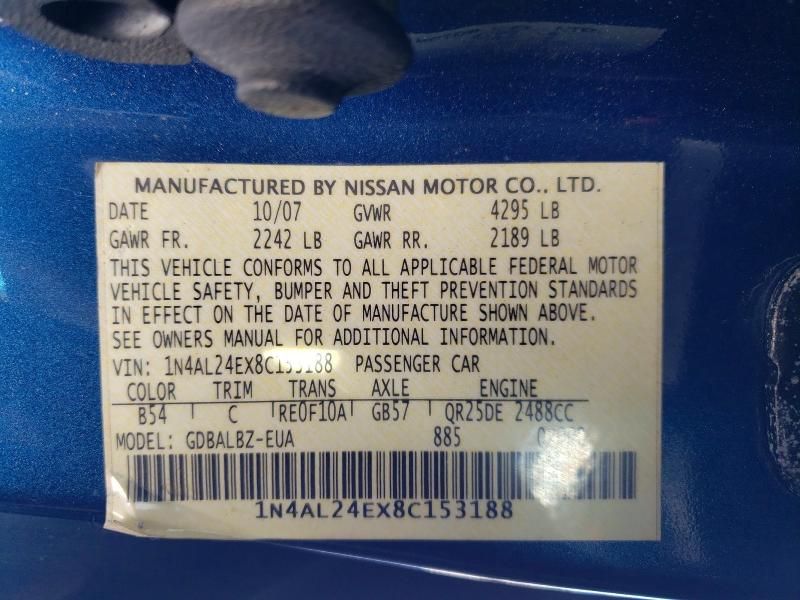 MANUFACTURED BY NISSAN MOTOR CO., LTD.
DATE 10/07 GVWR 4295 LB
GAWR FR. 2242 LB GAWR RR. 2189 LB
THIS VEHICLE CONFORMS TO ALL APPLICABLE FEDERAL MOTOR
VEHICLE SAFETY, BUMPER AND THEFT PREVENTION STANDARDS
IN EFFECT ON THE DATE OF MANUFACTURE SHOWN ABOVE.
SEE OWNERS MANUAL FOR ADDITIONAL INFORMATION.
VIN: 1N4AL24EX8C153188 PASSENGER CAR
COLOR TRIM TRANS AXLE ENGINE
B54 C RE0F10A GB57 QR25DE 2488CC
MODEL: GDBALBZ-EUA 885
1N4AL24EX8C153188